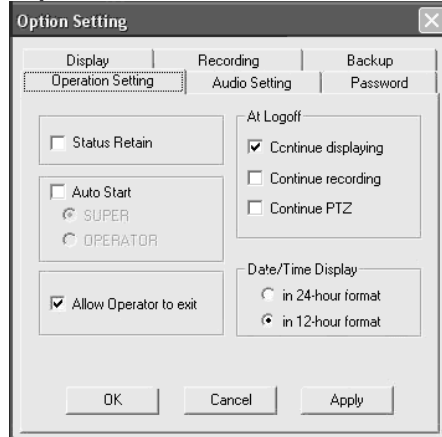 Option Setting
Display Recording Backup
Operation Setting Audio Setting Password
Status Retain
Auto Start
SUPER
OPERATOR
Allow Operator to exit
At Logoff
Ccntinue displaying
Continue recording
Continue PTZ
Date/Time Display
in 24-hour format
in 12-hour format
OK Cancel Apply